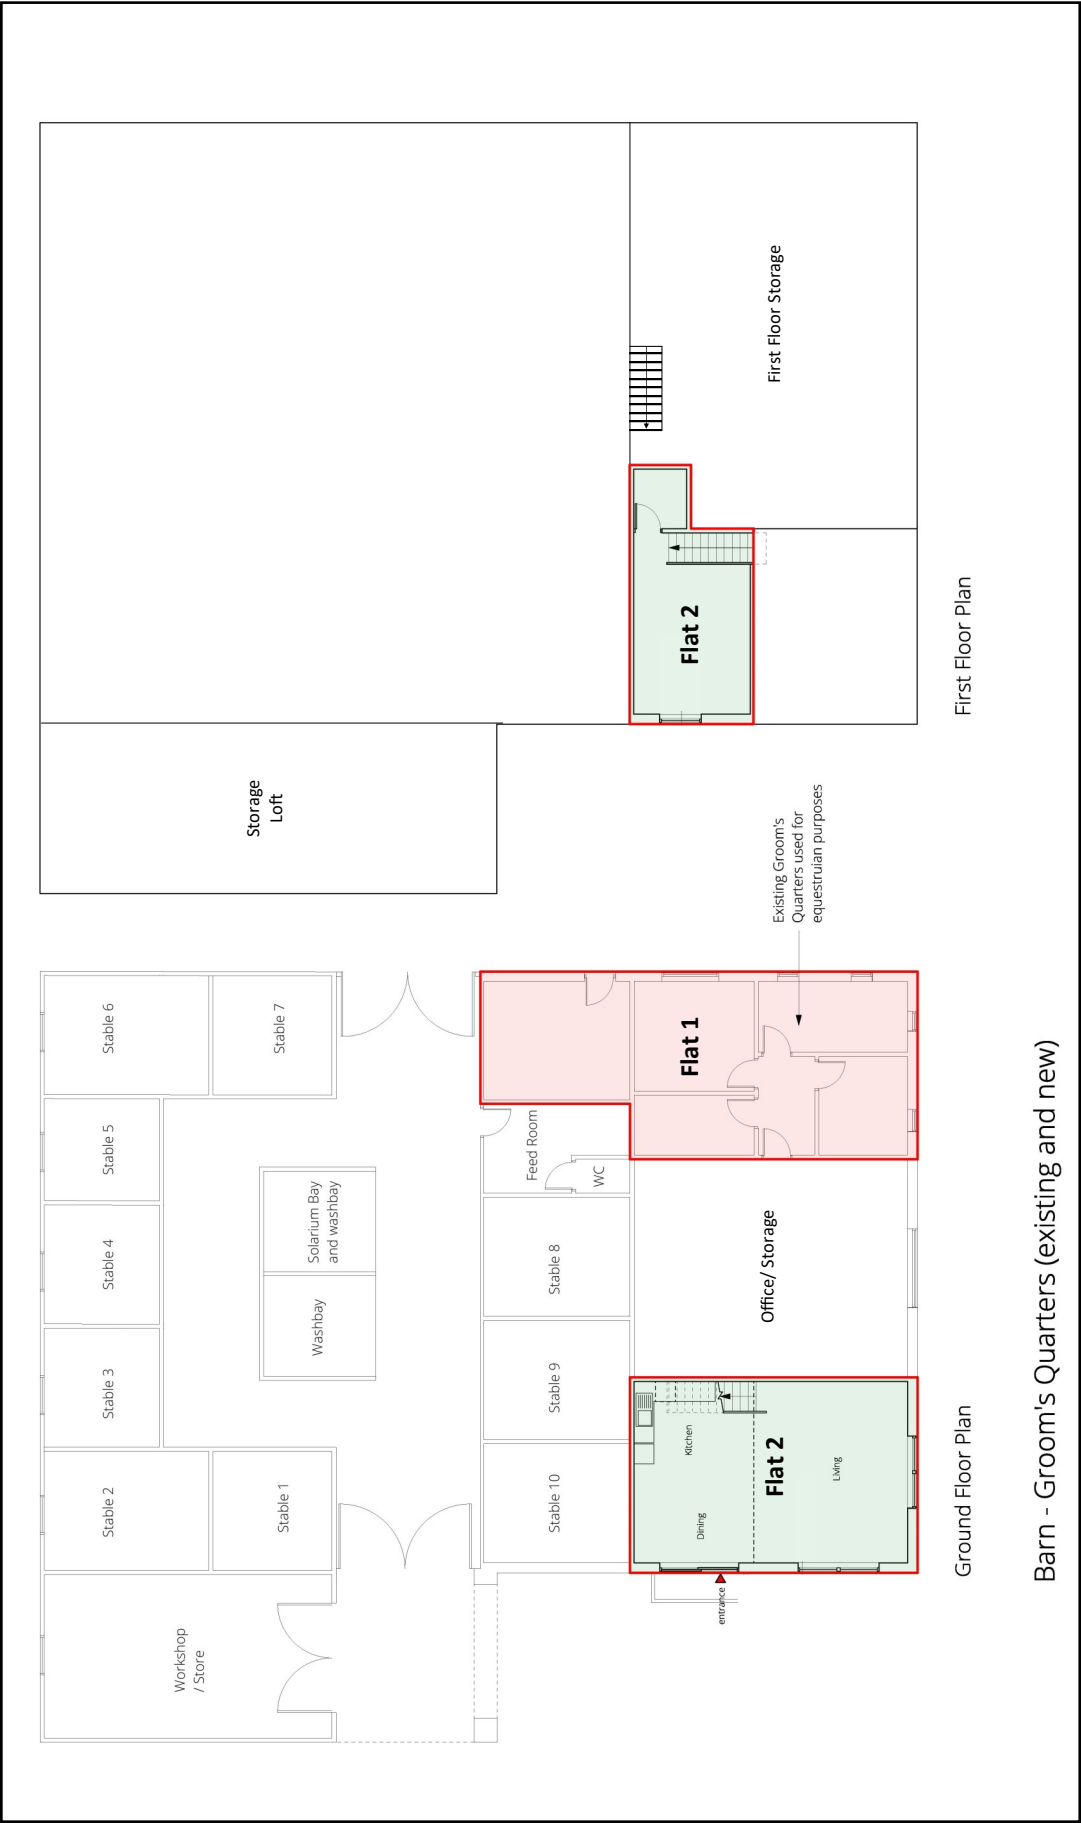 Workshop
/ Store
Stable 2
Stable 3
Stable 4
Stable 5
Stable 6
Stable 1
Stable 7
Washbay
Solarium Bay
and washbay
Stable 10
Stable 9
Stable 8
Feed Room
WC
entrance
Dining
Kitchen
Flat 2
Living
Office/ Storage
Flat 1
Existing Groom's
Quarters used for
equestruian purposes
Ground Floor Plan
Storage
Loft
Flat 2
First Floor Storage
First Floor Plan
Barn - Groom's Quarters (existing and new)